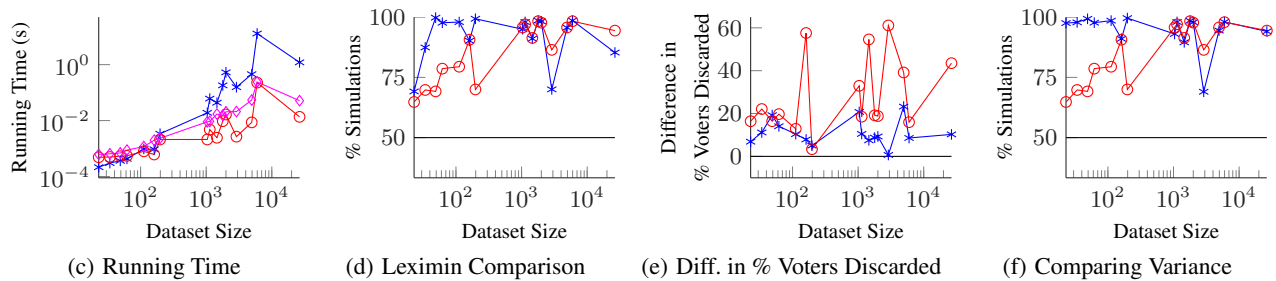 Running Time (s)
10^0
10^−2
10^−4
10^2
10^3
10^4
Dataset Size
(c) Running Time
% Simulations
100
75
50
10^2
10^3
10^4
Dataset Size
(d) Leximin Comparison
Difference in
% Voters Discarded
60
40
20
0
10^2
10^3
10^4
Dataset Size
(e) Diff. in % Voters Discarded
% Simulations
100
75
50
10^2
10^3
10^4
Dataset Size
(f) Comparing Variance